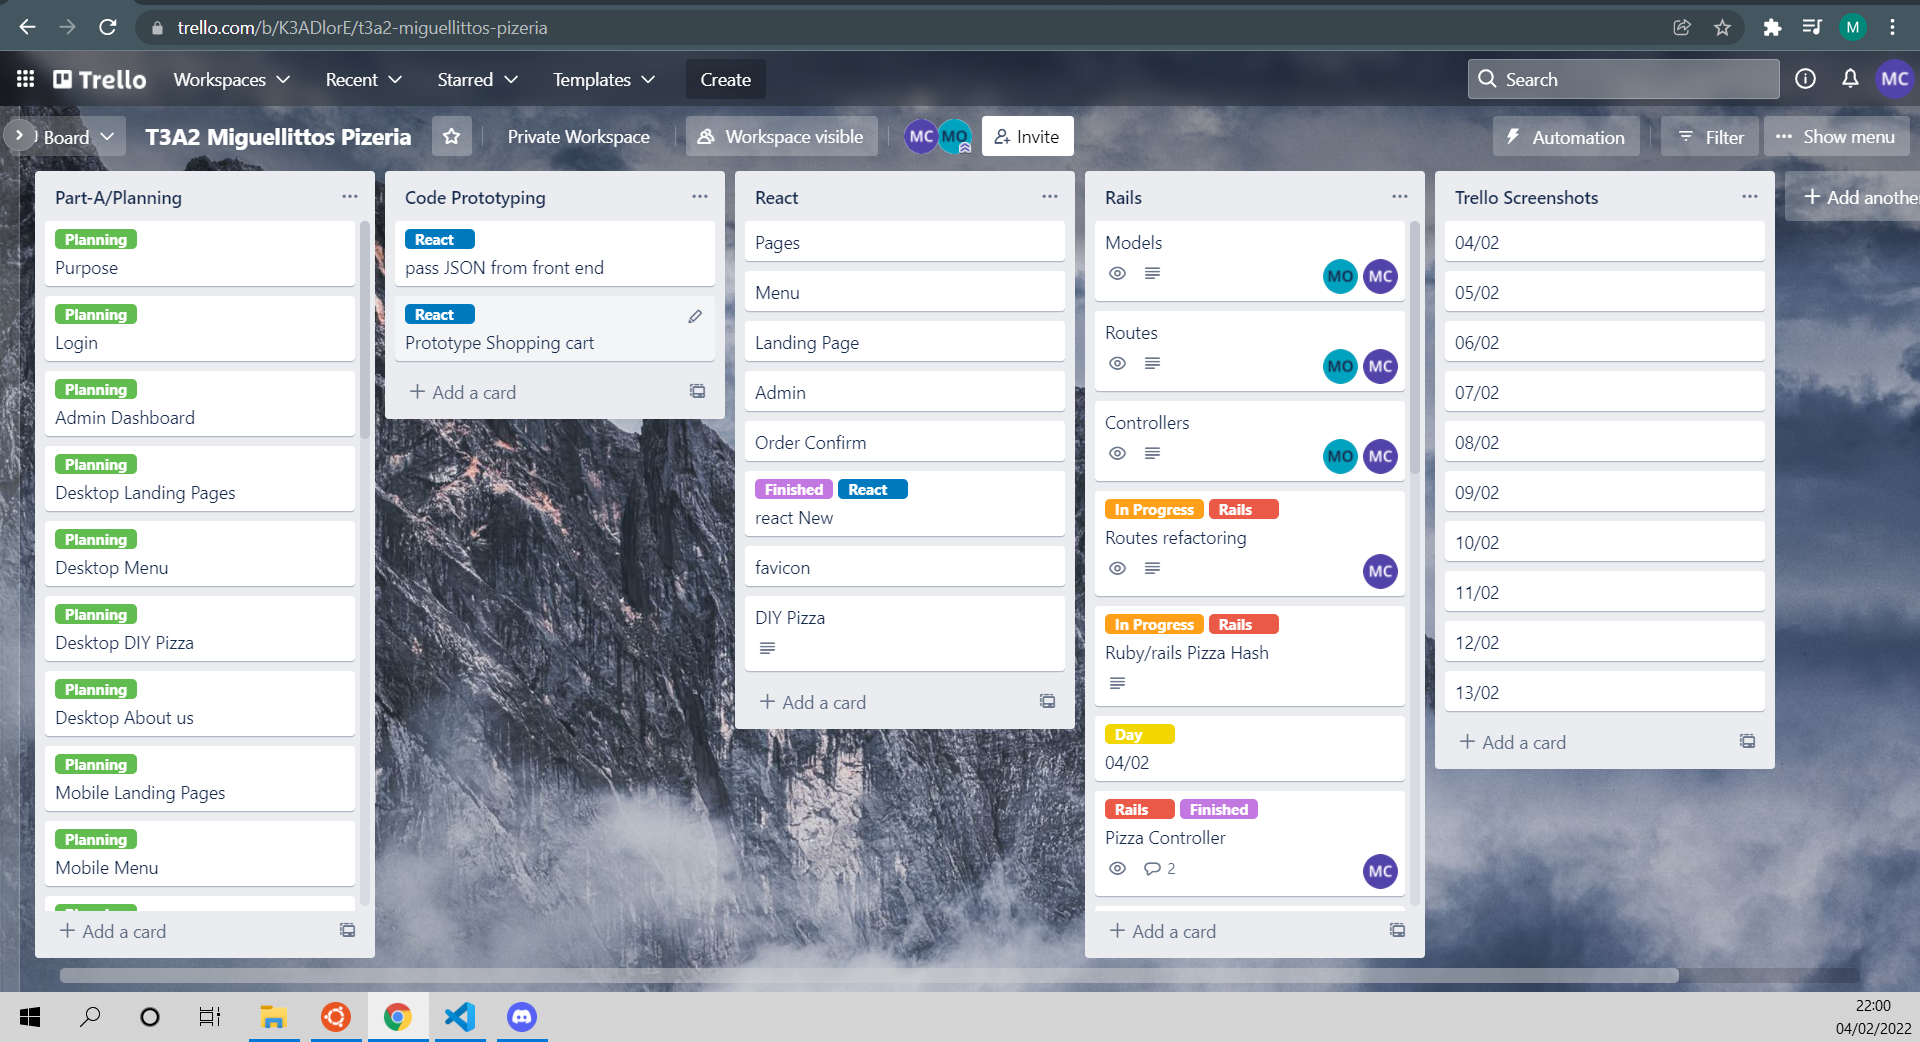 trello.com/b/K3ADlorE/t3a2-miguellittos-pizeria
M
Trello
Workspaces
Recent
Starred
Templates
Create
Search
MC
Board
T3A2 Miguellittos Pizeria
Private Workspace
Workspace visible
MC
MO
Invite
Automation
Filter
Show menu
Part-A/Planning
Planning
Purpose
Planning
Login
Planning
Admin Dashboard
Planning
Desktop Landing Pages
Planning
Desktop Menu
Planning
Desktop DIY Pizza
Planning
Desktop About us
Planning
Mobile Landing Pages
Planning
Mobile Menu
Add a card
Code Prototyping
React
pass JSON from front end
React
Prototype Shopping cart
Add a card
React
Pages
Menu
Landing Page
Admin
Order Confirm
Finished React
react New
favicon
DIY Pizza
Add a card
Rails
Models
MO MC
Routes
MO MC
Controllers
MO MC
In Progress Rails
Routes refactoring
MC
In Progress Rails
Ruby/rails Pizza Hash
Day
04/02
Rails Finished
Pizza Controller
2 MC
Add a card
Trello Screenshots
04/02
05/02
06/02
07/02
08/02
09/02
10/02
11/02
12/02
13/02
Add a card
Add another
22:00
04/02/2022